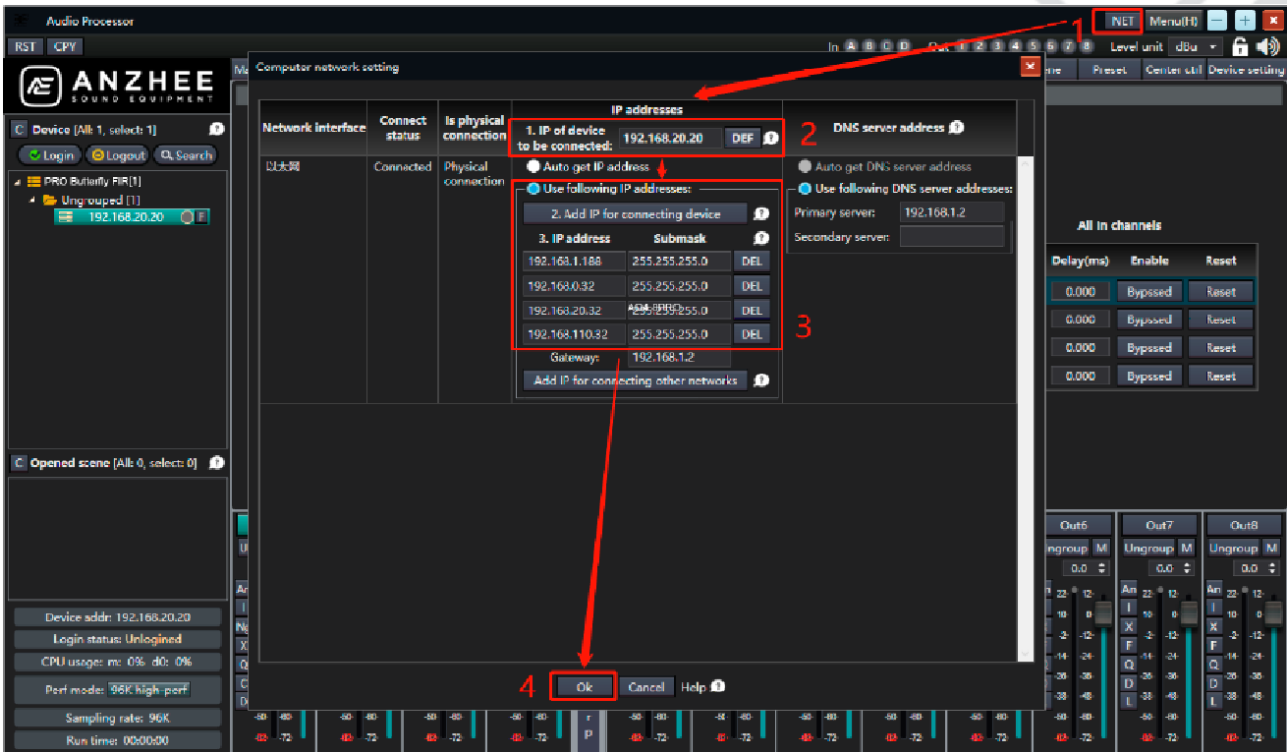 Audio Processor
NET Menu(H)
1
RST CPY
In A B C D Out 1 2 3 4 5 6 7 8 Level unit dBu
Preset Center ctrl Device setting
ANZHEE
SOUND EQUIPMENT
C Device [All: 1, select: 1]
Login Logout Search
PRO Butterfly FIR[1]
Ungrouped [1]
192.168.20.20 F
C Opened scene [All: 0, select: 0]
Device addr: 192.168.20.20
Login status: Unlogined
CPU usage: m: 0% d0: 0%
Perf mode: 96K high-perf
Sampling rate: 96K
Run time: 00:00:00
Computer network setting
IP addresses
Network interface
Connect status
Is physical connection
1. IP of device to be connected: 192.168.20.20 DEF
2
DNS server address
以太网
Connected
Physical connection
Auto get IP address
Use following IP addresses:
2. Add IP for connecting device
3. IP address Submask
192.168.1.188 255.255.255.0 DEL
192.168.0.32 255.255.255.0 DEL
192.168.20.32 255.255.255.0 DEL
192.168.110.32 255.255.255.0 DEL
3
Gateway: 192.168.1.2
Add IP for connecting other networks
Auto get DNS server address
Use following DNS server addresses:
Primary server: 192.168.1.2
Secondary server:
4
Ok Cancel Help
All In channels
Delay(ms) Enable Reset
0.000 Bypssed Reset
0.000 Bypssed Reset
0.000 Bypssed Reset
0.000 Bypssed Reset
Out6 Out7 Out8
Ungroup M Ungroup M
0.0 0.0 0.0